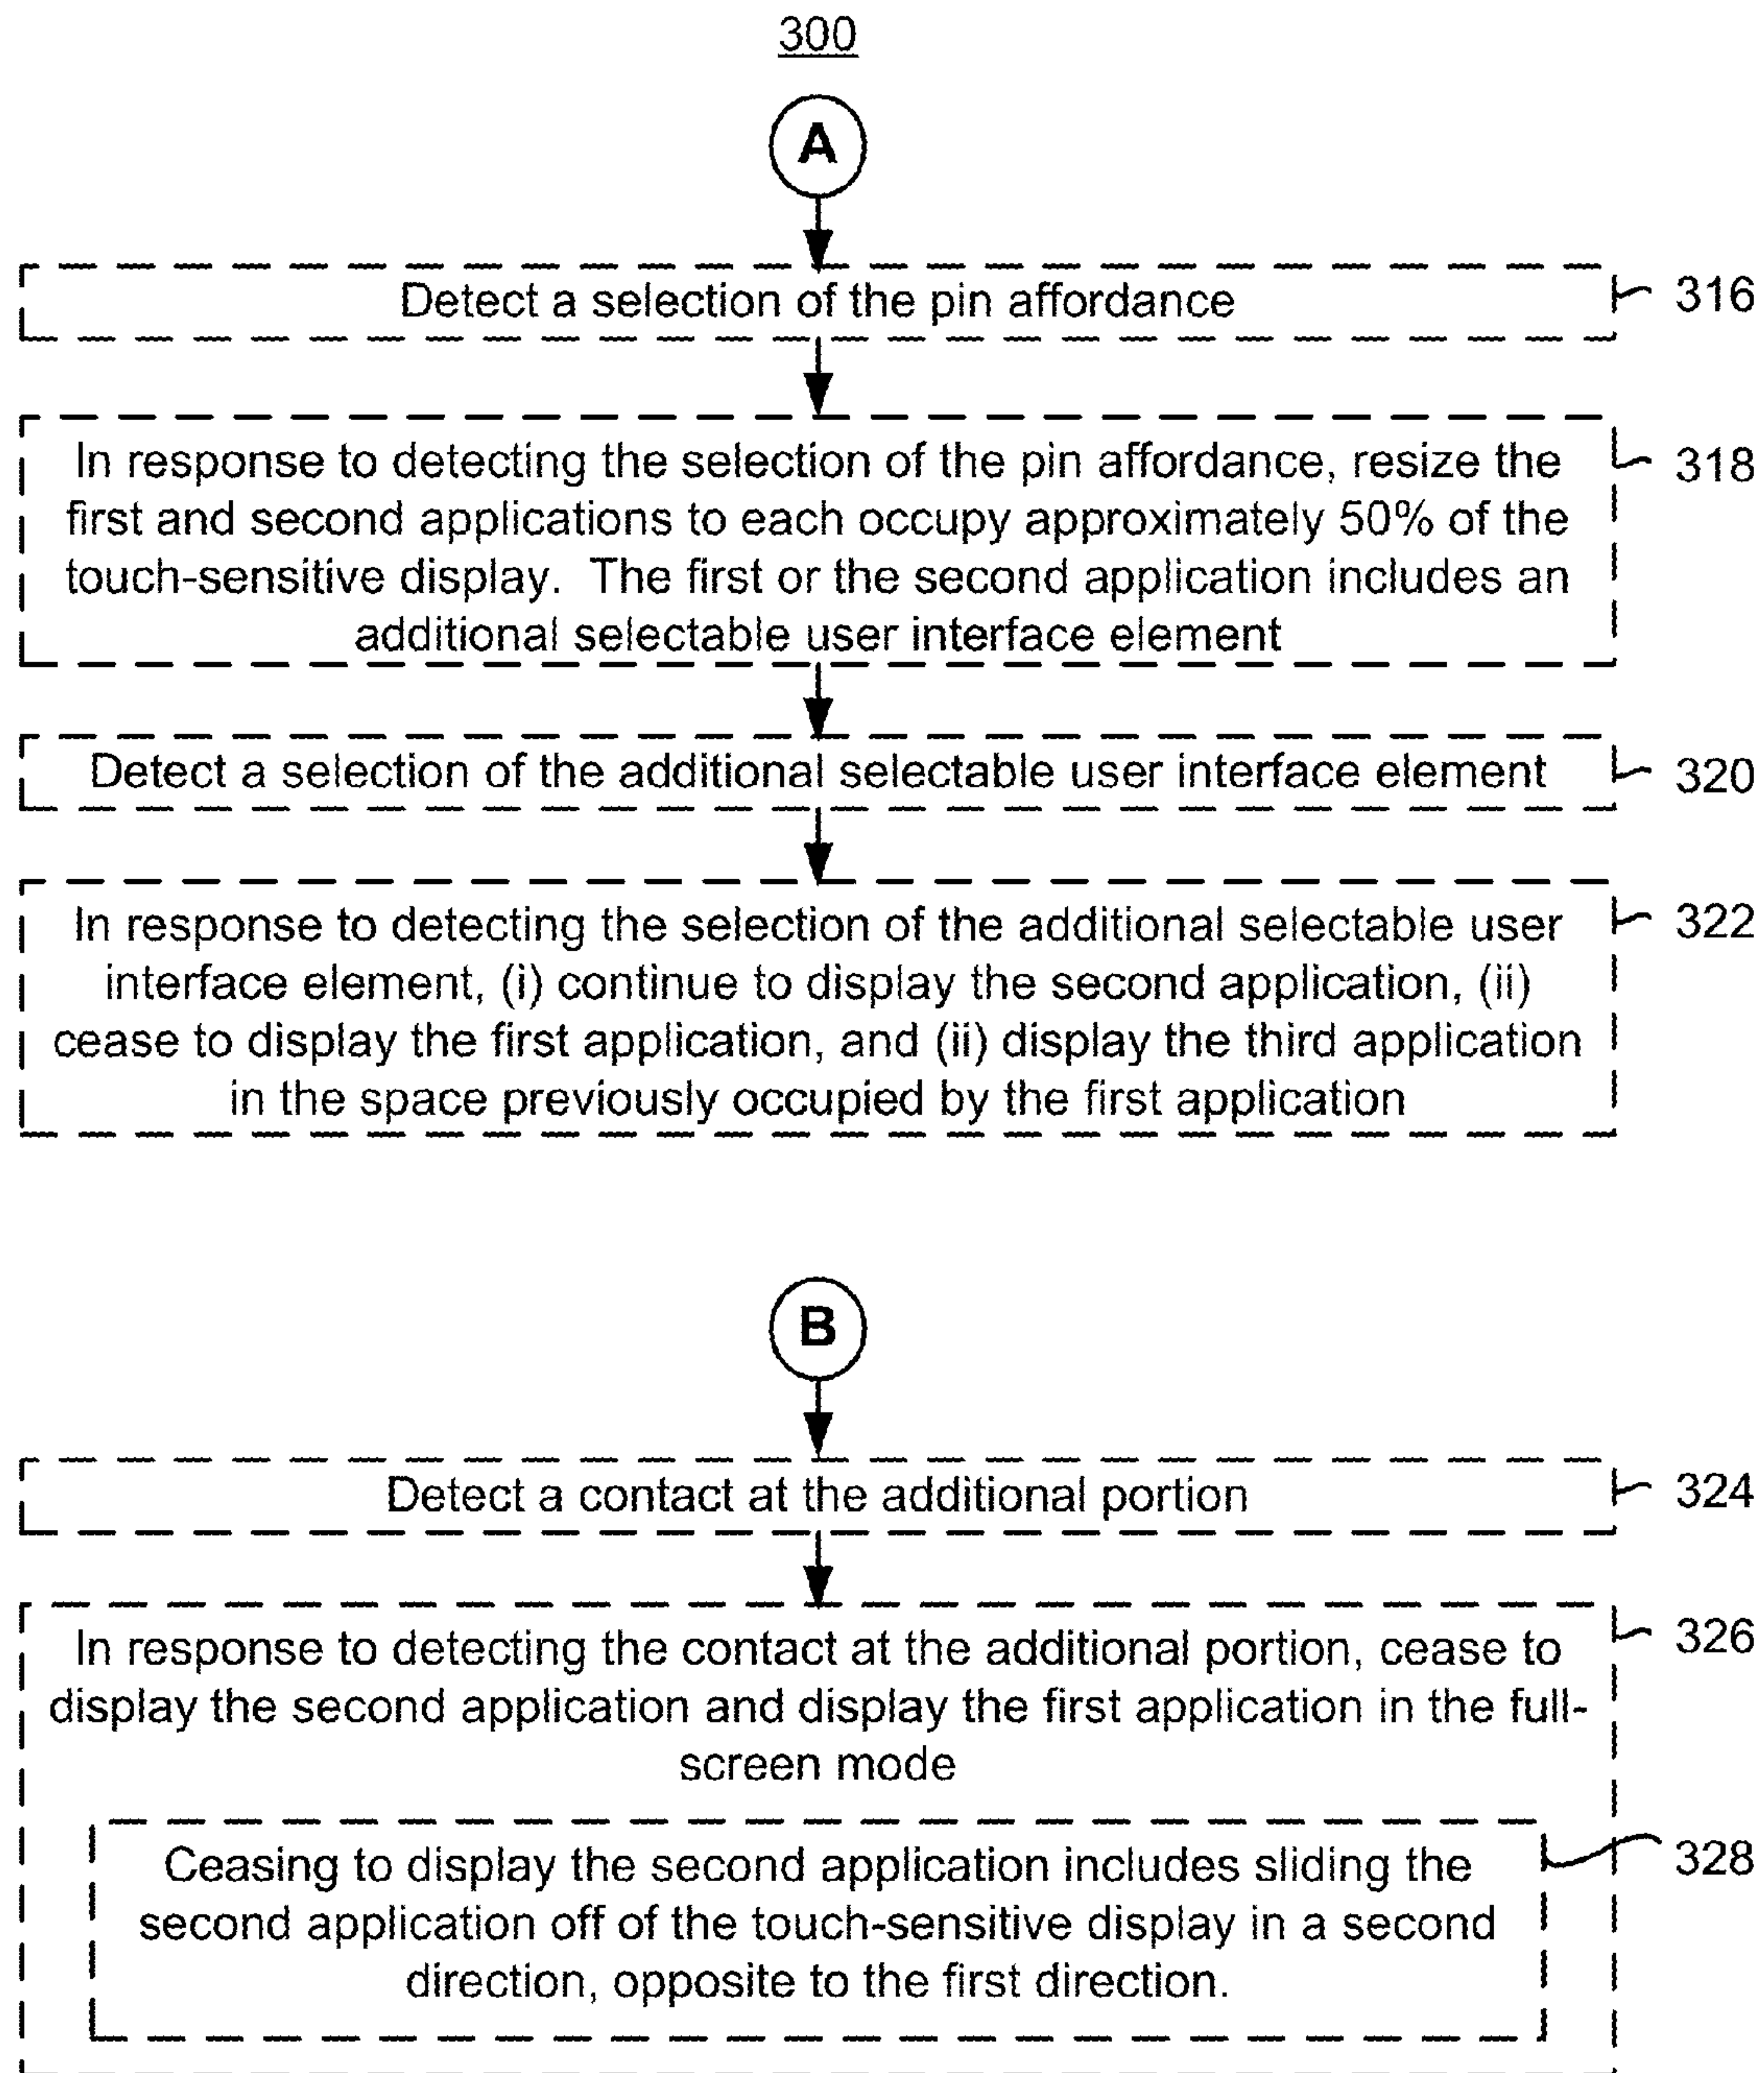 300
A
Detect a selection of the pin affordance
316
In response to detecting the selection of the pin affordance, resize the
first and second applications to each occupy approximately 50% of the
touch-sensitive display.  The first or the second application includes an
additional selectable user interface element
318
Detect a selection of the additional selectable user interface element
320
In response to detecting the selection of the additional selectable user
interface element, (i) continue to display the second application, (ii)
cease to display the first application, and (ii) display the third application
in the space previously occupied by the first application
322
B
Detect a contact at the additional portion
324
In response to detecting the contact at the additional portion, cease to
display the second application and display the first application in the full-
screen mode
326
Ceasing to display the second application includes sliding the
second application off of the touch-sensitive display in a second
direction, opposite to the first direction.
328